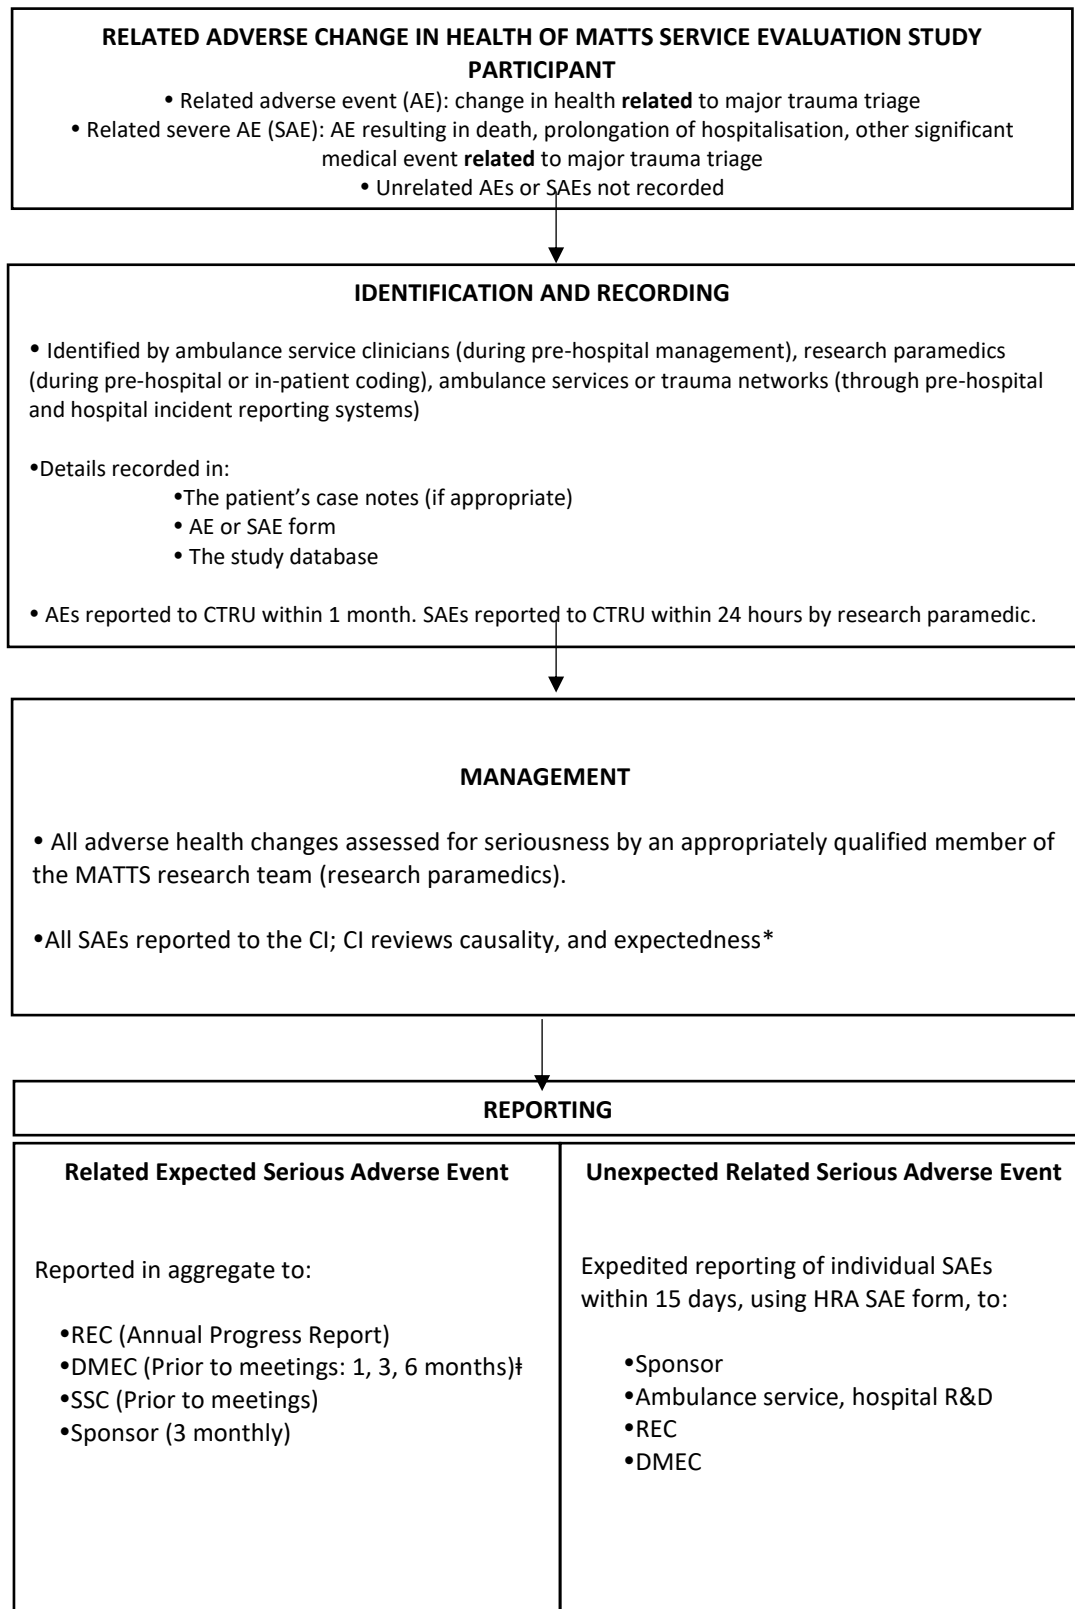 RELATED ADVERSE CHANGE IN HEALTH OF MATTS SERVICE EVALUATION STUDY
PARTICIPANT
• Related adverse event (AE): change in health related to major trauma triage
• Related severe AE (SAE): AE resulting in death, prolongation of hospitalisation, other significant
medical event related to major trauma triage
• Unrelated AEs or SAEs not recorded
IDENTIFICATION AND RECORDING
• Identified by ambulance service clinicians (during pre-hospital management), research paramedics
(during pre-hospital or in-patient coding), ambulance services or trauma networks (through pre-hospital
and hospital incident reporting systems)
•Details recorded in:
•The patient’s case notes (if appropriate)
• AE or SAE form
• The study database
• AEs reported to CTRU within 1 month. SAEs reported to CTRU within 24 hours by research paramedic.
MANAGEMENT
• All adverse health changes assessed for seriousness by an appropriately qualified member of
the MATTS research team (research paramedics).
•All SAEs reported to the CI; CI reviews causality, and expectedness*
REPORTING
Related Expected Serious Adverse Event
Reported in aggregate to:
•REC (Annual Progress Report)
•DMEC (Prior to meetings: 1, 3, 6 months)ǂ
•SSC (Prior to meetings)
•Sponsor (3 monthly)
Unexpected Related Serious Adverse Event
Expedited reporting of individual SAEs
within 15 days, using HRA SAE form, to:
•Sponsor
•Ambulance service, hospital R&D
•REC
•DMEC